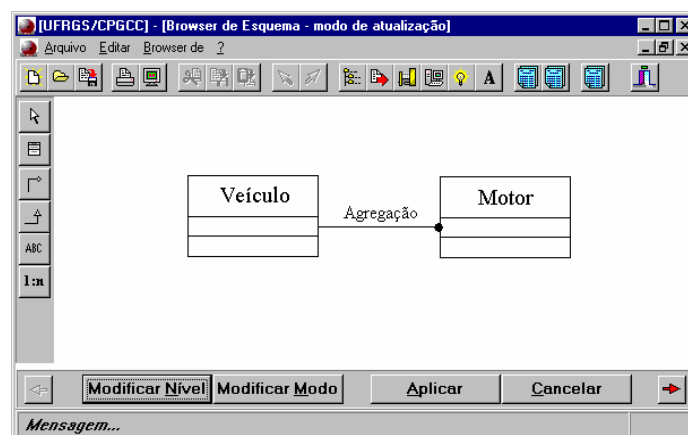 [UFRGS/CPGCC] - [Browser de Esquema - modo de atualização]
Arquivo Editar Browser de ?
A
ABC
1:n
Veículo
Agregação
Motor
Modificar Nível Modificar Modo Aplicar Cancelar
Mensagem...